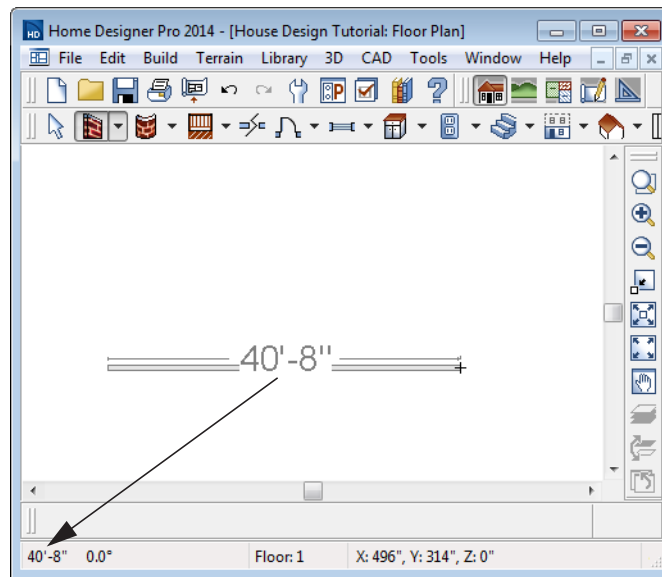 HD Home Designer Pro 2014 - [House Design Tutorial: Floor Plan]
File Edit Build Terrain Library 3D CAD Tools Window Help
P
?
40'-8"
40'-8" 0.0° Floor: 1 X: 496", Y: 314", Z: 0"